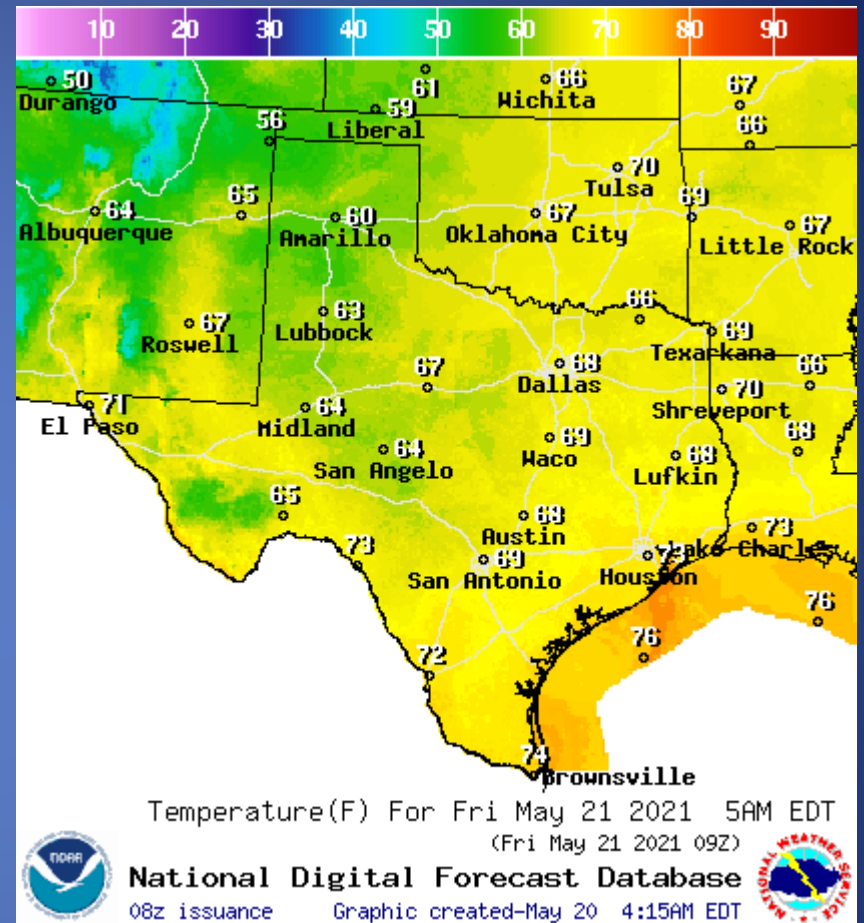 10 20 30 40 50 60 70 80 90
50
Durango
61
66
Wichita
67
59
Liberal
56
66
70
Tulsa
64
Albuquerque
65
60
Amarillo
67
Oklahoma City
69
67
Little Rock
67
Roswell
63
Lubbock
66
69
Texarkana
67
68
Dallas
66
70
Shreveport
71
El Paso
64
Midland
64
San Angelo
69
Waco
68
Lufkin
68
65
68
Austin
73
Lake Charles
73
69
San Antonio
73
Houston
76
76
72
74
Brownsville
Temperature(F) For Fri May 21 2021 5AM EDT
(Fri May 21 2021 09Z)
National Digital Forecast Database
08z issuance Graphic created-May 20 4:15AM EDT
NOAA
NATIONAL WEATHER SERVICE